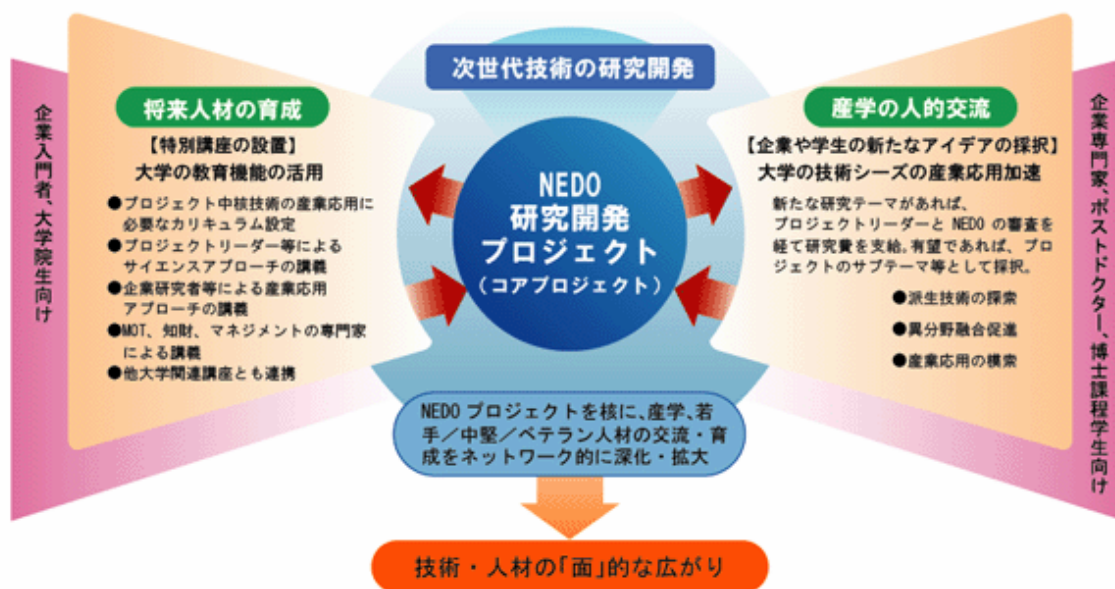 次世代技術の研究開発
企業入門者、大学院生向け
将来人材の育成
【特別講座の設置】
大学の教育機能の活用
●プロジェクト中核技術の産業応用に
必要なカリキュラム設定
●プロジェクトリーダー等による
サイエンスアプローチの講義
●企業研究者等による産業応用
アプローチの講義
●MOT、知財、マネジメントの専門家
による講義
●他大学関連講座とも連携
NEDO
研究開発
プロジェクト
(コアプロジェクト)
産学の人的交流
【企業や学生の新たなアイデアの採択】
大学の技術シーズの産業応用加速
新たな研究テーマがあれば、
プロジェクトリーダーと NEDO の審査を
経て研究費を支給。有望であれば、プロ
ジェクトのサブテーマ等として採択。
●派生技術の探索
●異分野融合促進
●産業応用の模索
企業専門家、ポストドクター、博士課程学生向け
NEDO プロジェクトを核に、産学、若
手／中堅／ベテラン人材の交流・育
成をネットワーク的に深化・拡大
技術・人材の「面」的な広がり